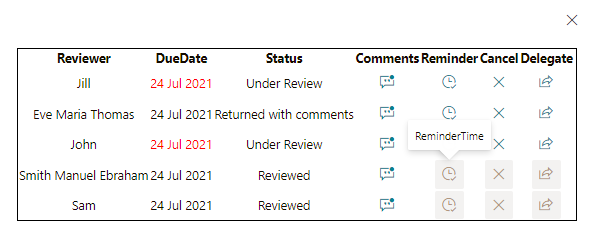 Reviewer DueDate Status Comments Reminder Cancel Delegate
Jill 24 Jul 2021 Under Review
Eve Maria Thomas 24 Jul 2021 Returned with comments
ReminderTime
John 24 Jul 2021 Under Review
Smith Manuel Ebraham 24 Jul 2021 Reviewed
Sam 24 Jul 2021 Reviewed